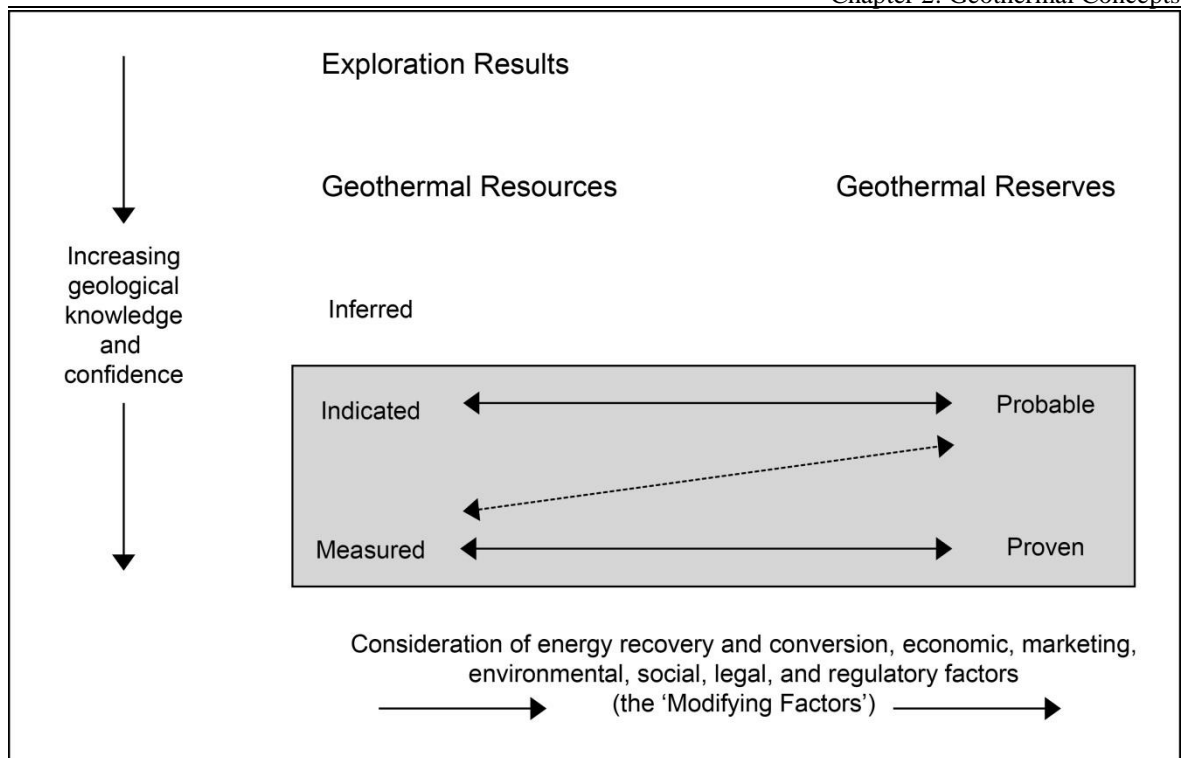 Chapter 2: Geothermal Concepts
Exploration Results
Geothermal Resources
Geothermal Reserves
Increasing
geological
knowledge
and
confidence
Inferred
Indicated
Probable
Measured
Proven
Consideration of energy recovery and conversion, economic, marketing,
environmental, social, legal, and regulatory factors
(the ‘Modifying Factors’)